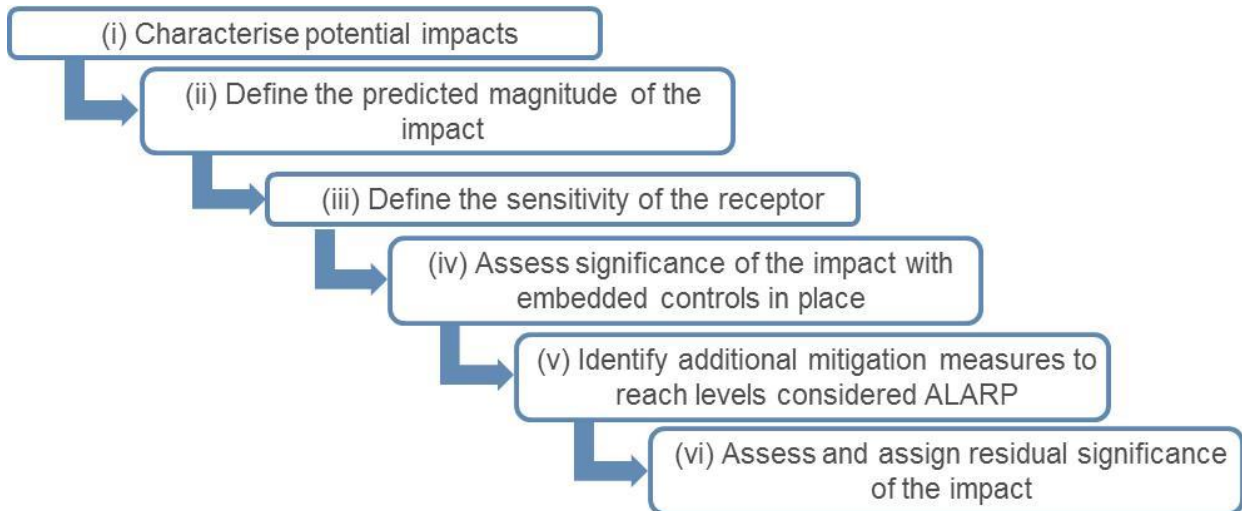 (i) Characterise potential impacts
(ii) Define the predicted magnitude of the
impact
(iii) Define the sensitivity of the receptor
(iv) Assess significance of the impact with
embedded controls in place
(v) Identify additional mitigation measures to
reach levels considered ALARP
(vi) Assess and assign residual significance
of the impact